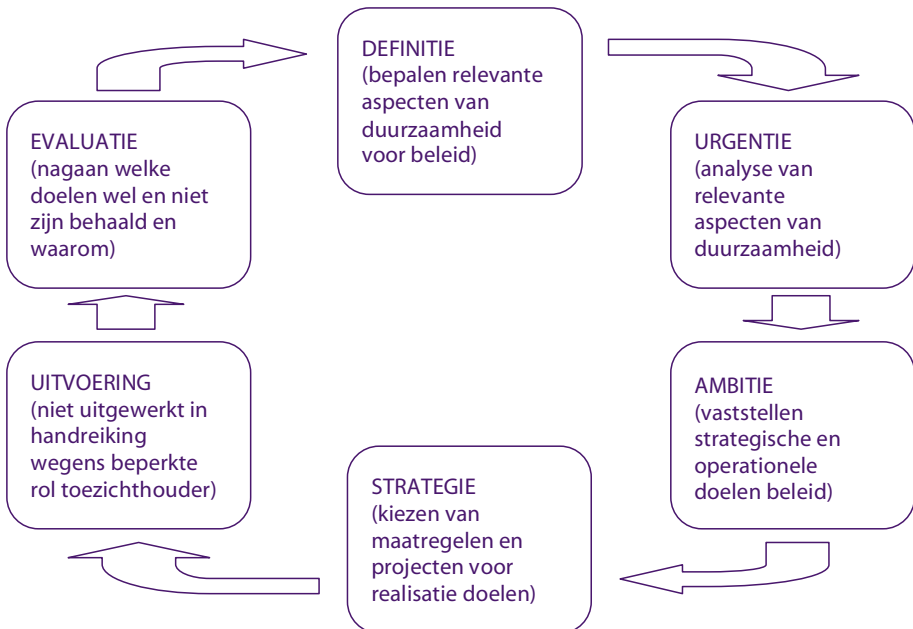 DEFINITIE
(bepalen relevante
aspecten van
duurzaamheid
voor beleid)
URGENTIE
(analyse van
relevante
aspecten van
duurzaamheid)
AMBITIE
(vaststellen
strategische en
operationele
doelen beleid)
STRATEGIE
(kiezen van
maatregelen en
projecten voor
realisatie doelen)
UITVOERING
(niet uitgewerkt in
handreiking
wegens beperkte
rol toezichthouder)
EVALUATIE
(nagaan welke
doelen wel en niet
zijn behaald en
waarom)